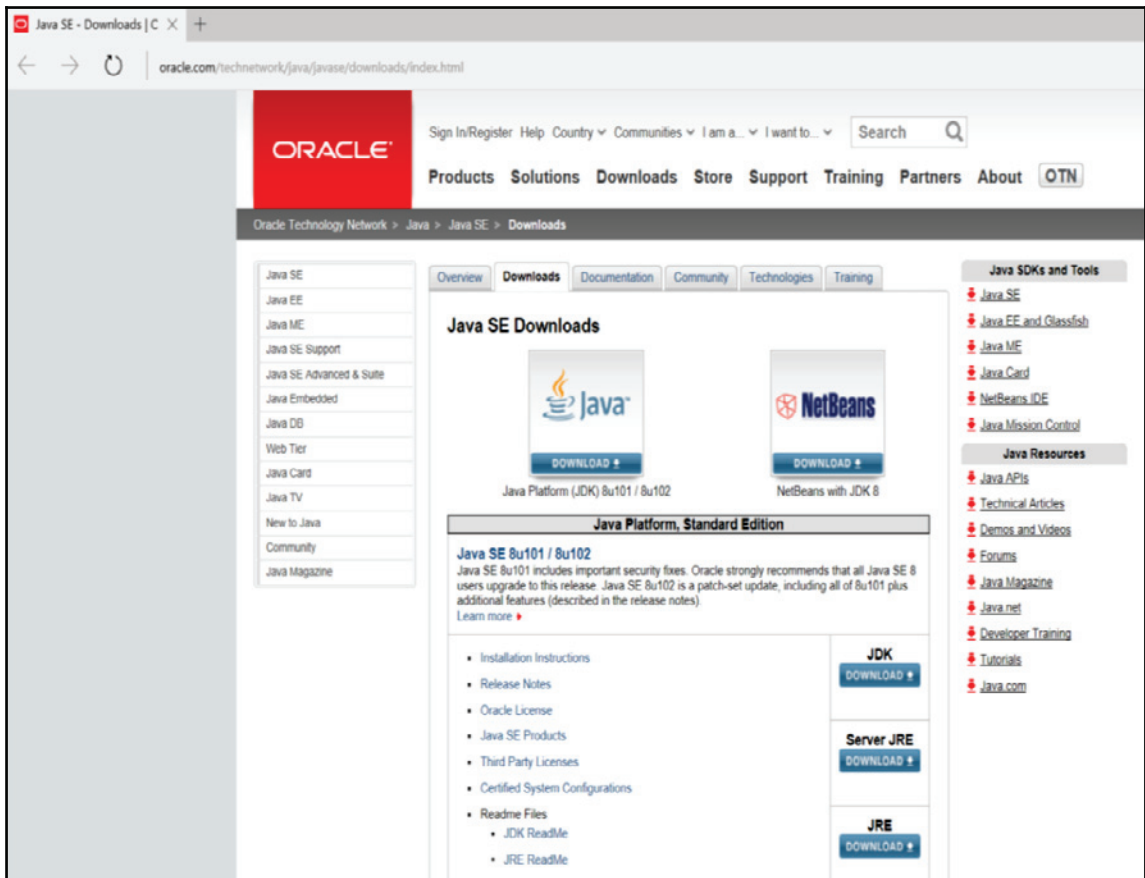 Java SE - Downloads | C
oracle.com/technetwork/java/javase/downloads/index.html
ORACLE
Sign In/Register Help Country Communities I am a... I want to... Search
Products Solutions Downloads Store Support Training Partners About OTN
Oracle Technology Network > Java > Java SE > Downloads
Java SE
Java EE
Java ME
Java SE Support
Java SE Advanced & Suite
Java Embedded
Java DB
Web Tier
Java Card
Java TV
New to Java
Community
Java Magazine
Overview Downloads Documentation Community Technologies Training
Java SE Downloads
Java
DOWNLOAD
Java Platform (JDK) 8u101 / 8u102
NetBeans
DOWNLOAD
NetBeans with JDK 8
Java Platform, Standard Edition
Java SE 8u101 / 8u102
Java SE 8u101 includes important security fixes. Oracle strongly recommends that all Java SE 8
users upgrade to this release. Java SE 8u102 is a patch-set update, including all of 8u101 plus
additional features (described in the release notes).
Learn more
Installation Instructions
Release Notes
Oracle License
Java SE Products
Third Party Licenses
Certified System Configurations
Readme Files
JDK ReadMe
JRE ReadMe
JDK
DOWNLOAD
Server JRE
DOWNLOAD
JRE
DOWNLOAD
Java SDKs and Tools
Java SE
Java EE and Glassfish
Java ME
Java Card
NetBeans IDE
Java Mission Control
Java Resources
Java APIs
Technical Articles
Demos and Videos
Forums
Java Magazine
Java.net
Developer Training
Tutorials
Java.com